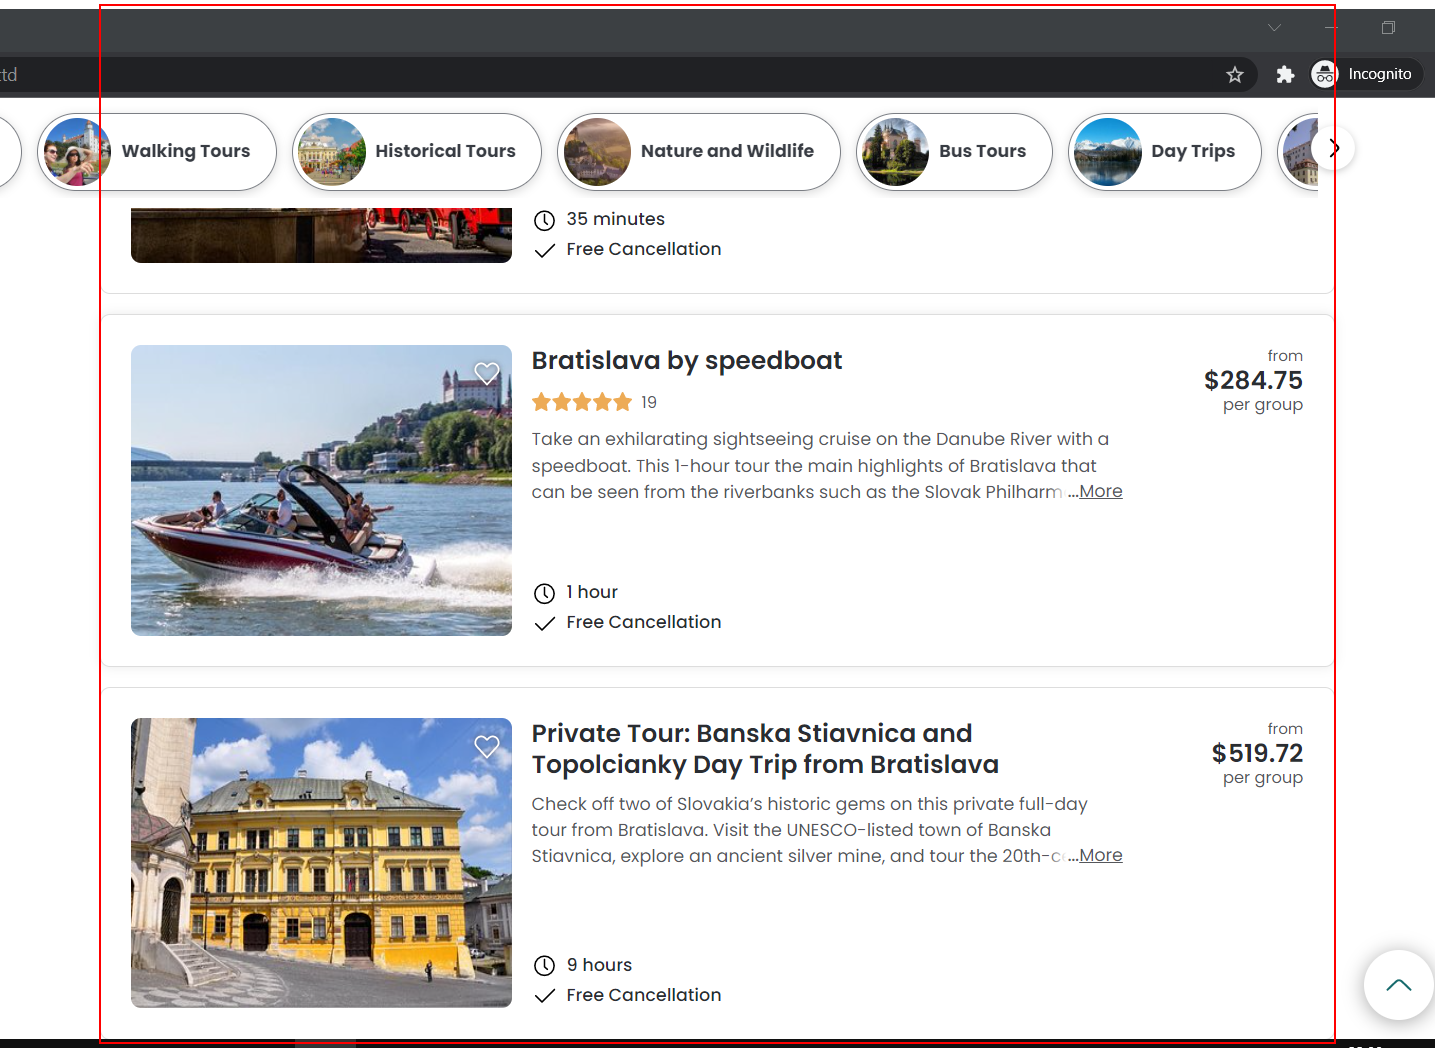 td
Incognito
Walking Tours
Historical Tours
Nature and Wildlife
Bus Tours
Day Trips
35 minutes
Free Cancellation
Bratislava by speedboat
19
from
$284.75
per group
Take an exhilarating sightseeing cruise on the Danube River with a
speedboat. This 1-hour tour the main highlights of Bratislava that
can be seen from the riverbanks such as the Slovak Philharm ...More
1 hour
Free Cancellation
Private Tour: Banska Stiavnica and
Topolcianky Day Trip from Bratislava
from
$519.72
per group
Check off two of Slovakia’s historic gems on this private full-day
tour from Bratislava. Visit the UNESCO-listed town of Banska
Stiavnica, explore an ancient silver mine, and tour the 20th-c ...More
9 hours
Free Cancellation